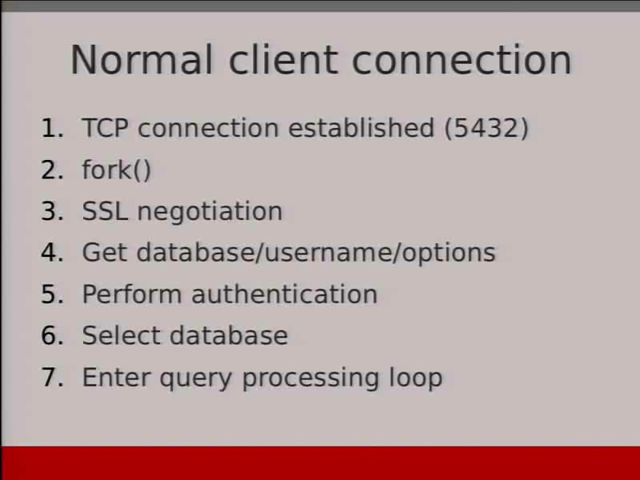 Normal client connection
1. TCP connection established (5432)
2. fork()
3. SSL negotiation
4. Get database/username/options
5. Perform authentication
6. Select database
7. Enter query processing loop